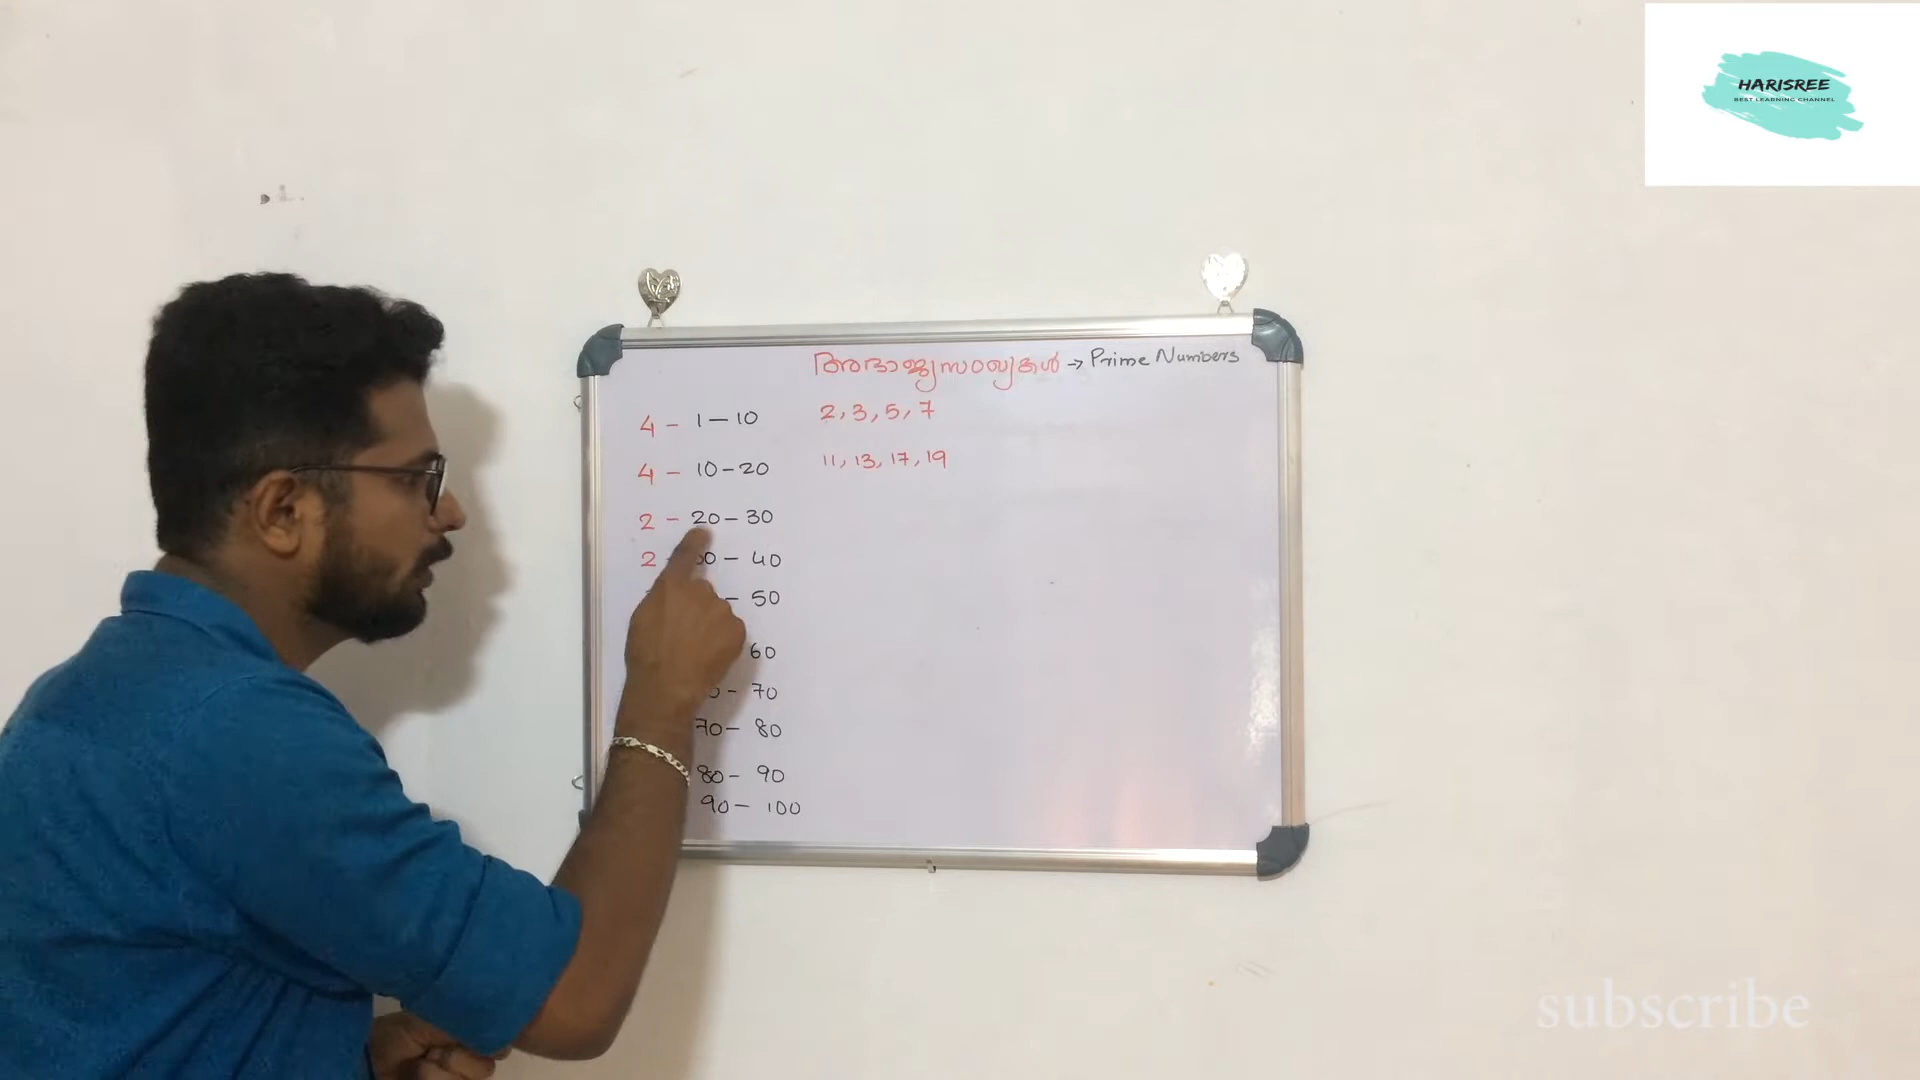 HARISREE
BEST LEARNING CHANNEL
അഭാജ്യസംഖ്യകൾ → Prime Numbers
4 - 1 - 10 2, 3, 5, 7
4 - 10 - 20 11, 13, 17, 19
2 - 20 - 30
2 - 40
- 50
60
- 70
70 - 80
80 - 90
90 - 100
subscribe